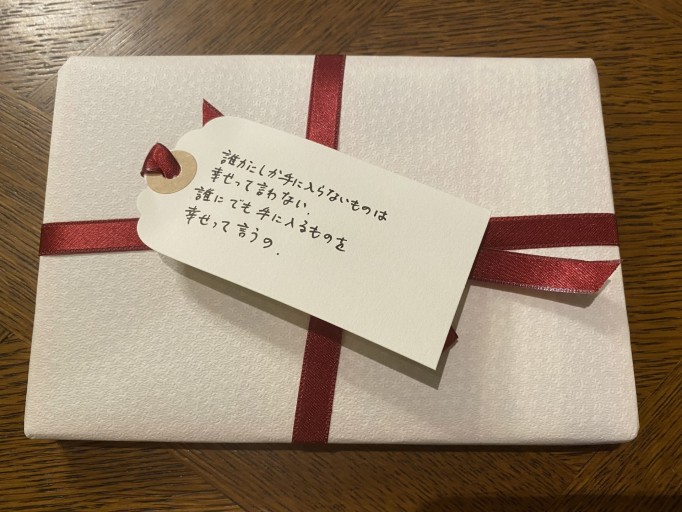 誰かにしか手に入らないものは
幸せって言わない.
誰にでも手に入るものを
幸せって言うの.